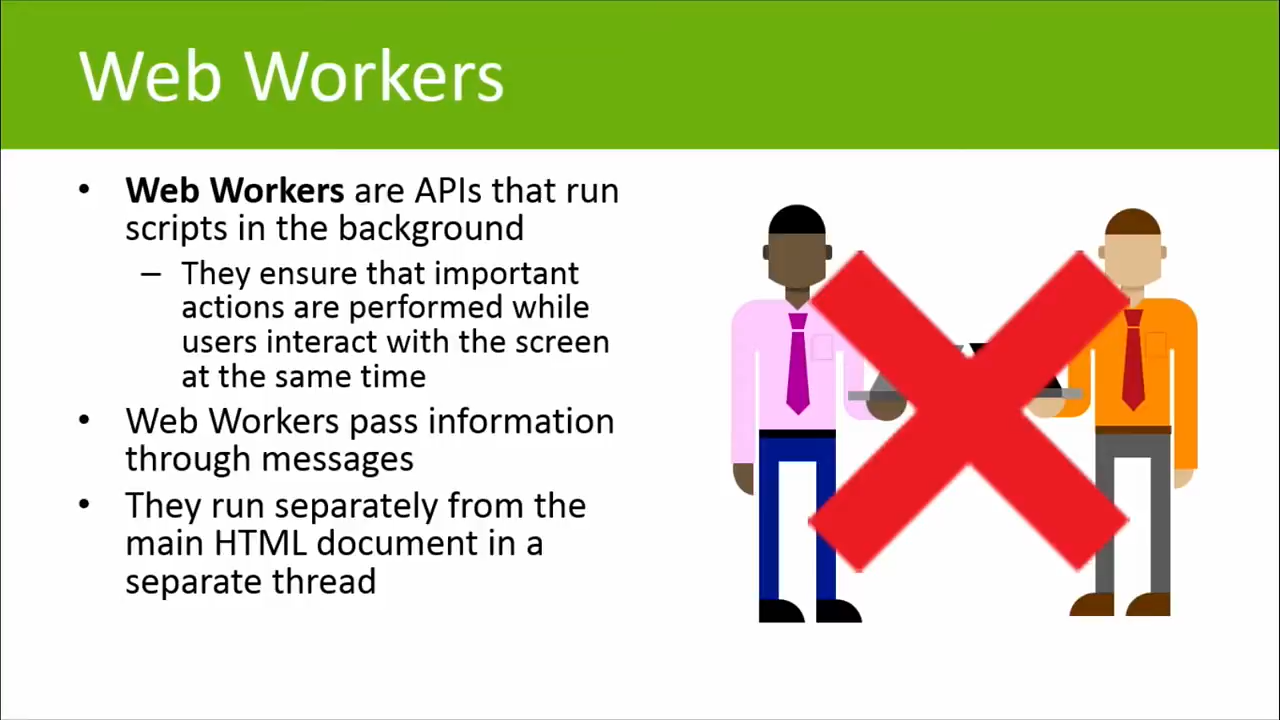 Web Workers
• Web Workers are APIs that run
scripts in the background
– They ensure that important
actions are performed while
users interact with the screen
at the same time
• Web Workers pass information
through messages
• They run separately from the
main HTML document in a
separate thread